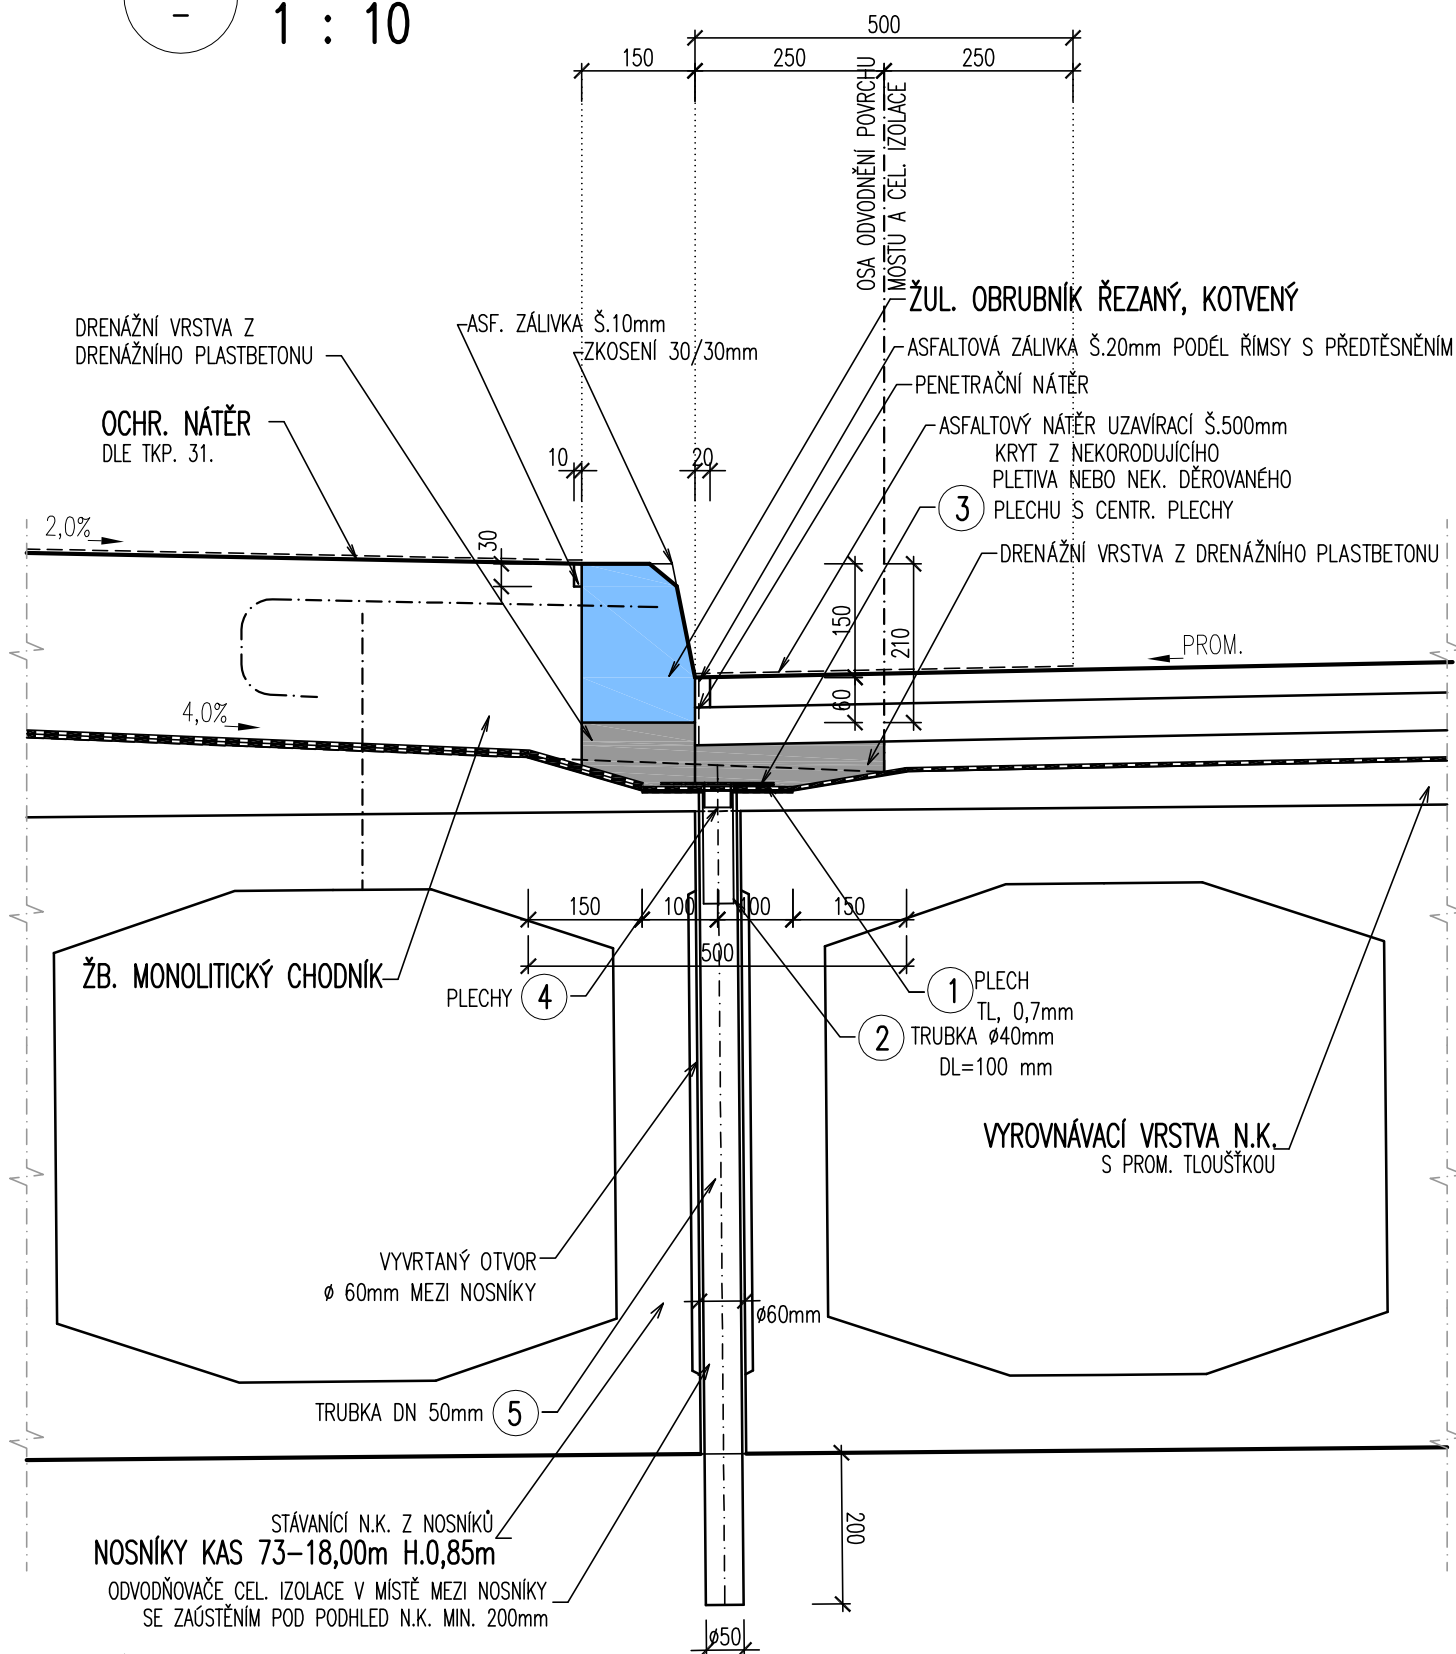 -
1 : 10
500
150
250
250
OSA ODVODNĚNÍ POVRCHU
MOSTU A CEL. IZOLACE
ŽUL. OBRUBNÍK ŘEZANÝ, KOTVENÝ
DRENÁŽNÍ VRSTVA Z
DRENÁŽNÍHO PLASTBETONU
ASF. ZÁLIVKA Š.10mm
ZKOSENÍ 30/30mm
ASFALTOVÁ ZÁLIVKA Š.20mm PODÉL ŘÍMSY S PŘEDTĚSNĚNÍM
PENETRAČNÍ NÁTĚR
OCHR. NÁTĚR
DLE TKP. 31.
ASFALTOVÝ NÁTĚR UZAVÍRACÍ Š.500mm
KRYT Z NEKORODUJÍCÍHO
PLETIVA NEBO NEK. DĚROVANÉHO
3 PLECHU S CENTR. PLECHY
10
20
2,0%
30
DRENÁŽNÍ VRSTVA Z DRENÁŽNÍHO PLASTBETONU
150
210
60
PROM.
4,0%
150
100
100
150
500
ŽB. MONOLITICKÝ CHODNÍK
PLECHY 4
1 PLECH
TL, 0,7mm
2 TRUBKA ø40mm
DL=100 mm
VYROVNÁVACÍ VRSTVA N.K.
S PROM. TLOUŠŤKOU
VYVRTANÝ OTVOR
ø 60mm MEZI NOSNÍKY
ø60mm
TRUBKA DN 50mm 5
STÁVANÍCÍ N.K. Z NOSNÍKŮ
NOSNÍKY KAS 73-18,00m H.0,85m
ODVODŇOVAČE CEL. IZOLACE V MÍSTĚ MEZI NOSNÍKY
SE ZAÚSTĚNÍM POD PODHLED N.K. MIN. 200mm
200
ø50